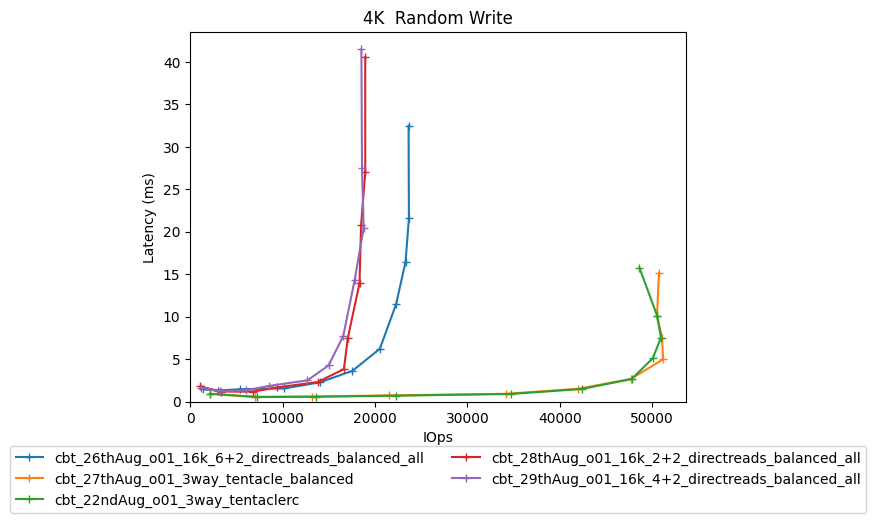 4K  Random Write
40
35
30
25
20
15
10
5
0
Latency (ms)
0 10000 20000 30000 40000 50000
IOps
cbt_26thAug_o01_16k_6+2_directreads_balanced_all
cbt_27thAug_o01_3way_tentacle_balanced
cbt_22ndAug_o01_3way_tentaclerc
cbt_28thAug_o01_16k_2+2_directreads_balanced_all
cbt_29thAug_o01_16k_4+2_directreads_balanced_all